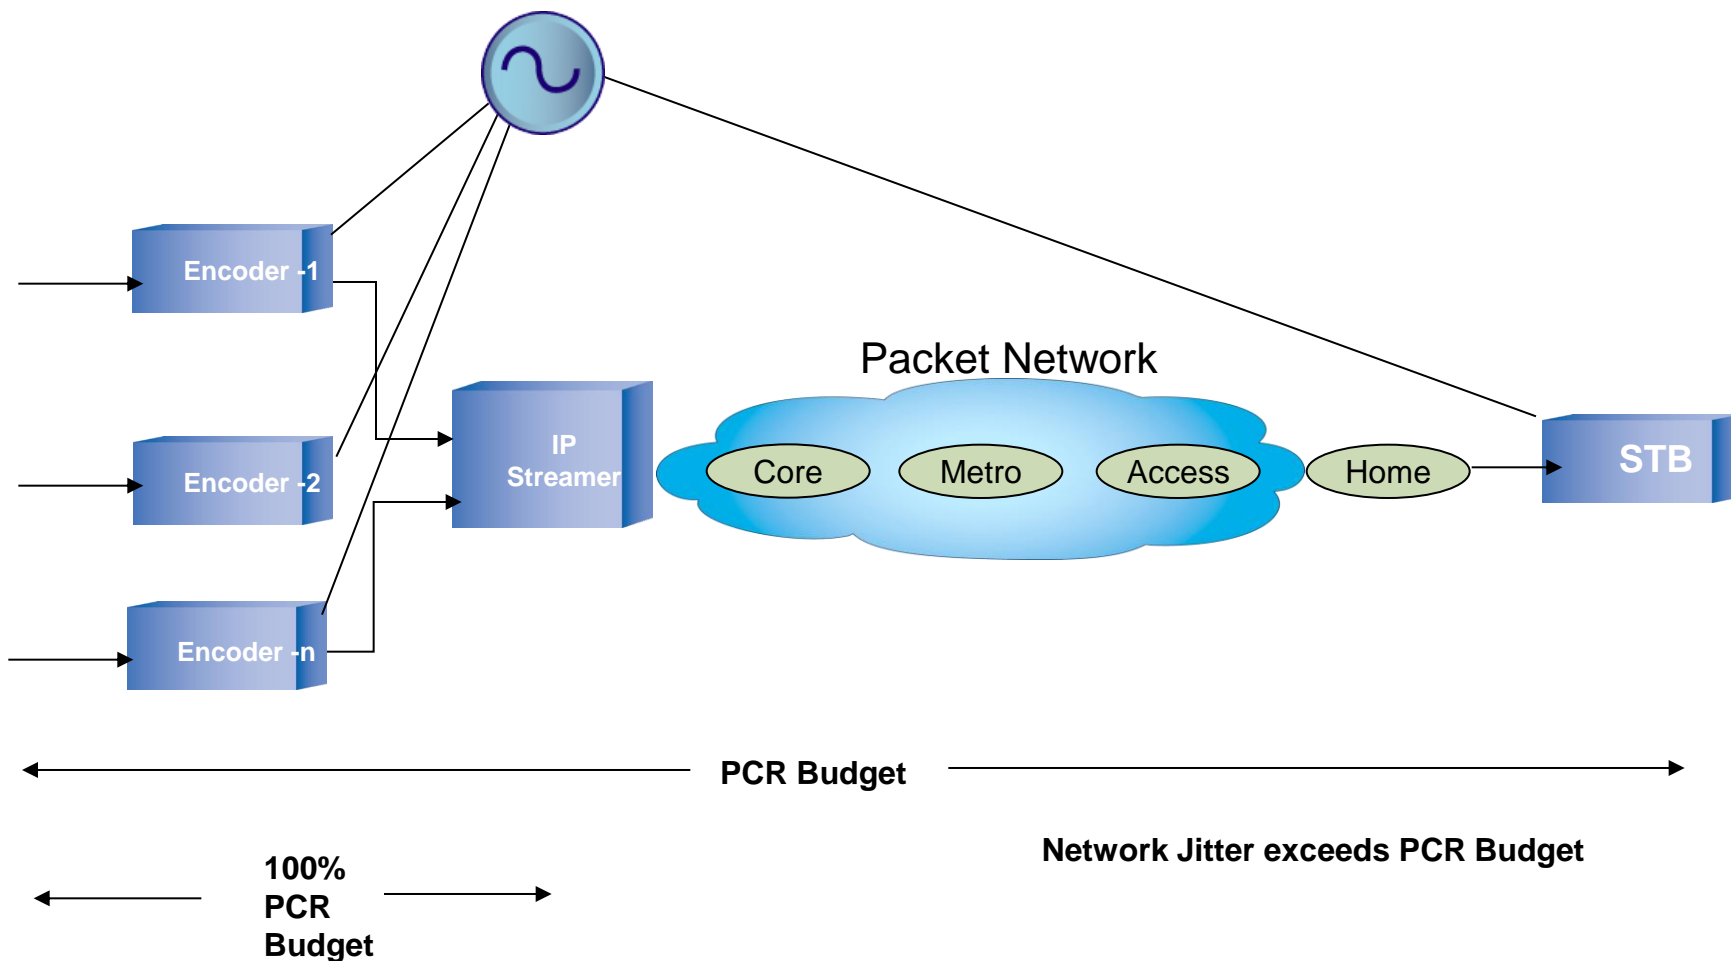 Encoder -1
Packet Network
IP
Streamer
Core
Metro
Access
Home
STB
Encoder -2
Encoder -n
PCR Budget
Network Jitter exceeds PCR Budget
100%
PCR
Budget